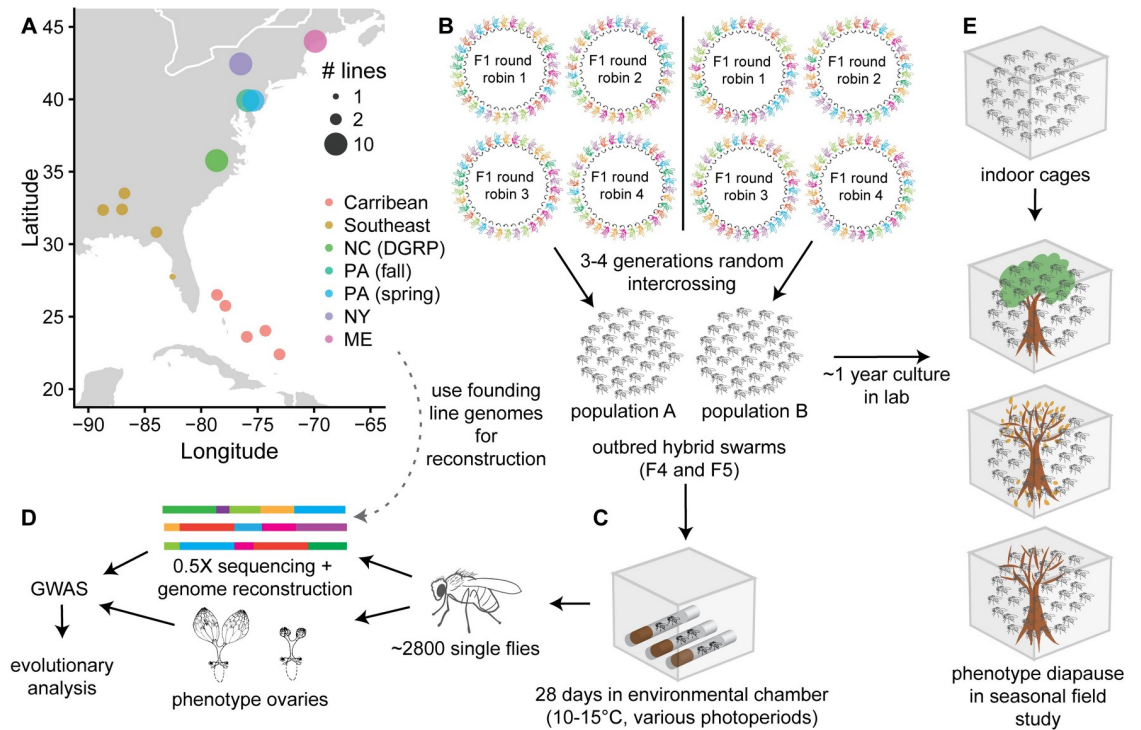 A
45
40
35
30
25
20
Latitude
−90
−85
−80
−75
−70
−65
Longitude
# lines
1
2
10
Carribean
Southeast
NC (DGRP)
PA (fall)
PA (spring)
NY
ME
use founding
line genomes
for
reconstruction
B
F1 round
robin 1
F1 round
robin 2
F1 round
robin 1
F1 round
robin 2
F1 round
robin 3
F1 round
robin 4
F1 round
robin 3
F1 round
robin 4
3-4 generations random
intercrossing
population A
population B
outbred hybrid swarms
(F4 and F5)
~1 year culture
in lab
C
28 days in environmental chamber
(10-15°C, various photoperiods)
~2800 single flies
D
0.5X sequencing +
genome reconstruction
phenotype ovaries
GWAS
evolutionary
analysis
E
indoor cages
phenotype diapause
in seasonal field
study